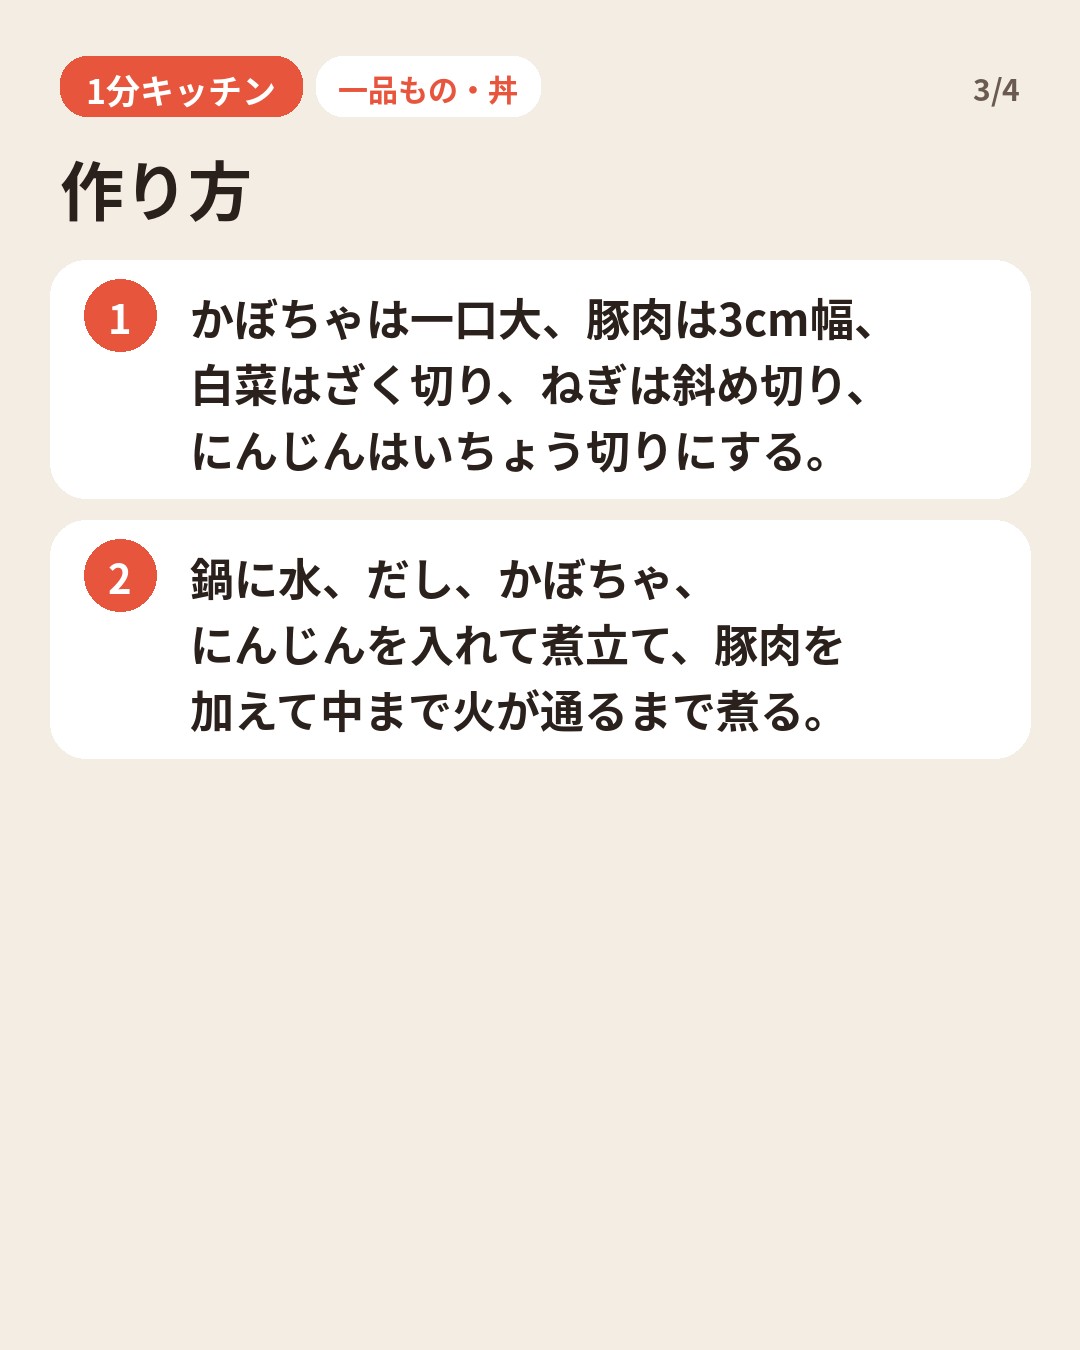 1分キッチン
一品もの・丼
3/4
作り方
1
かぼちゃは一口大、豚肉は3cm幅、
白菜はざく切り、ねぎは斜め切り、
にんじんはいちょう切りにする。
2
鍋に水、だし、かぼちゃ、
にんじんを入れて煮立て、豚肉を
加えて中まで火が通るまで煮る。